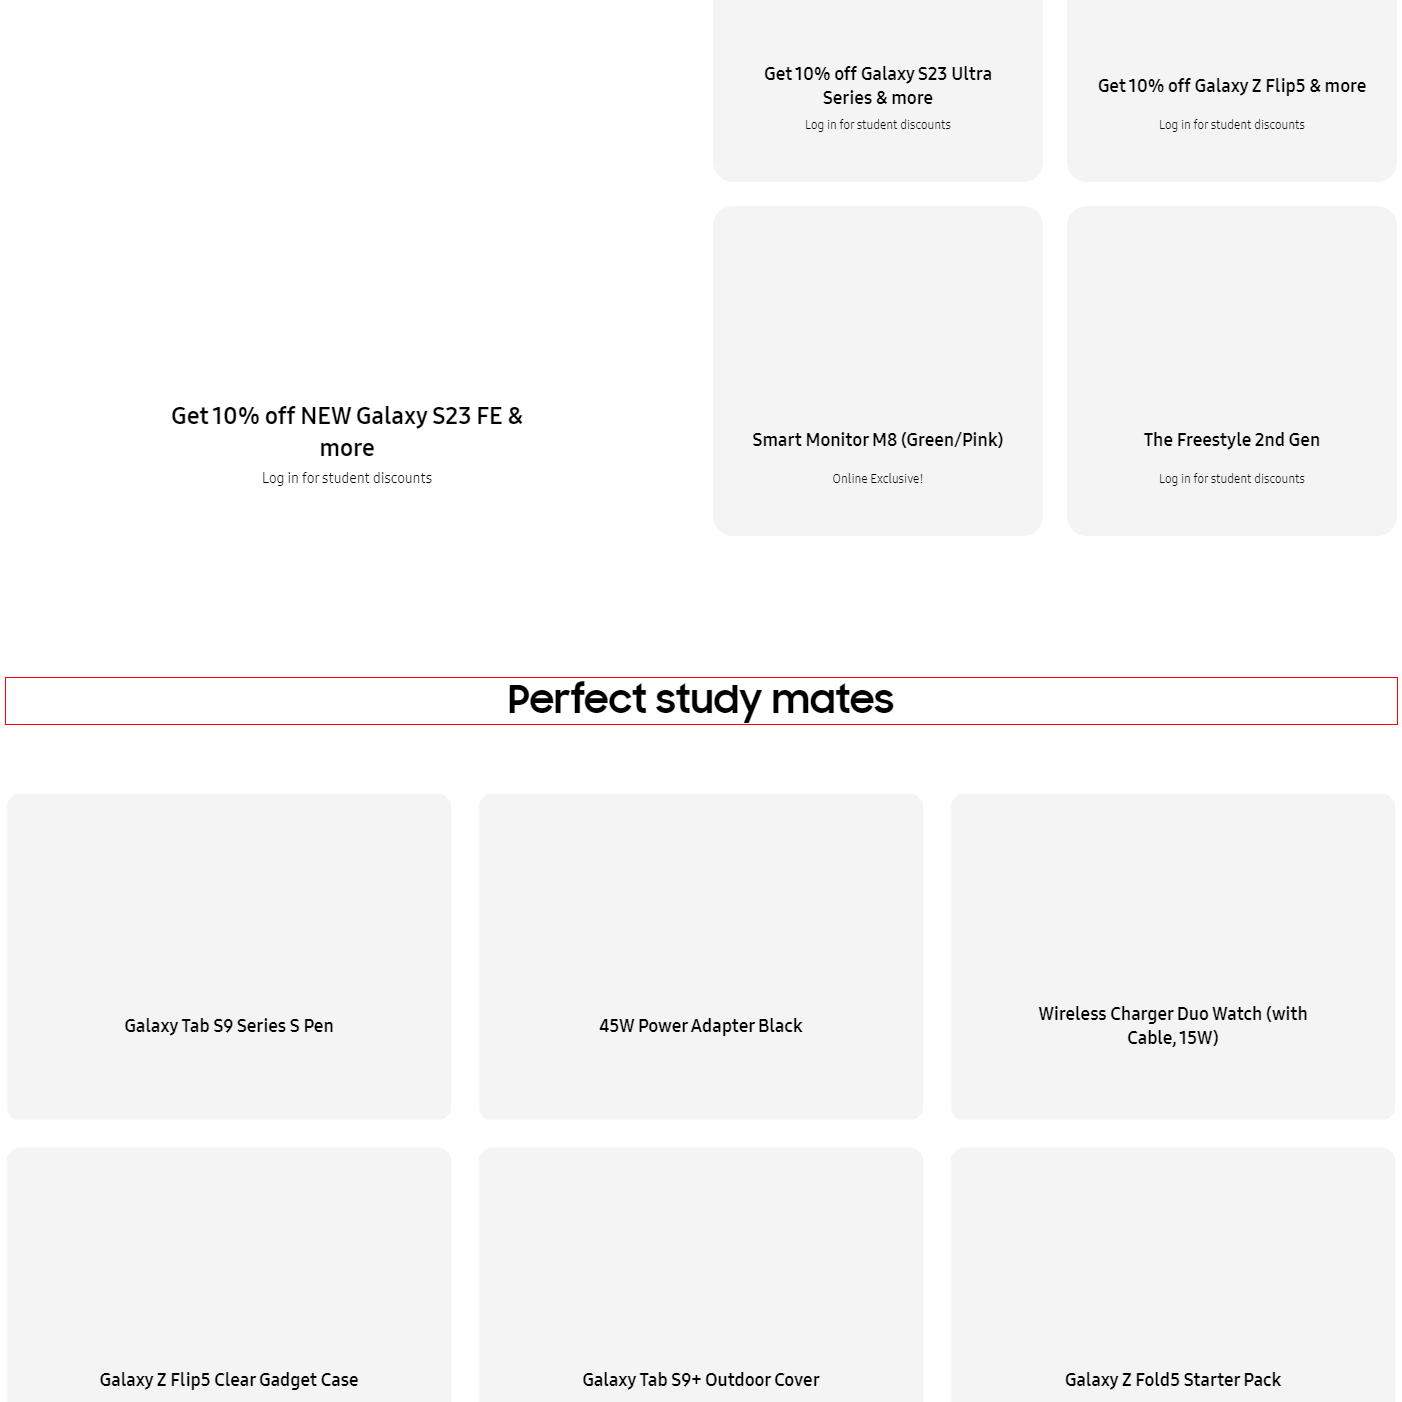 Get 10% off Galaxy S23 Ultra
Series & more
Log in for student discounts
Get 10% off Galaxy Z Flip5 & more
Log in for student discounts
Get 10% off NEW Galaxy S23 FE &
more
Log in for student discounts
Smart Monitor M8 (Green/Pink)
Online Exclusive!
The Freestyle 2nd Gen
Log in for student discounts
Perfect study mates
Galaxy Tab S9 Series S Pen
45W Power Adapter Black
Wireless Charger Duo Watch (with
Cable, 15W)
Galaxy Z Flip5 Clear Gadget Case
Galaxy Tab S9+ Outdoor Cover
Galaxy Z Fold5 Starter Pack